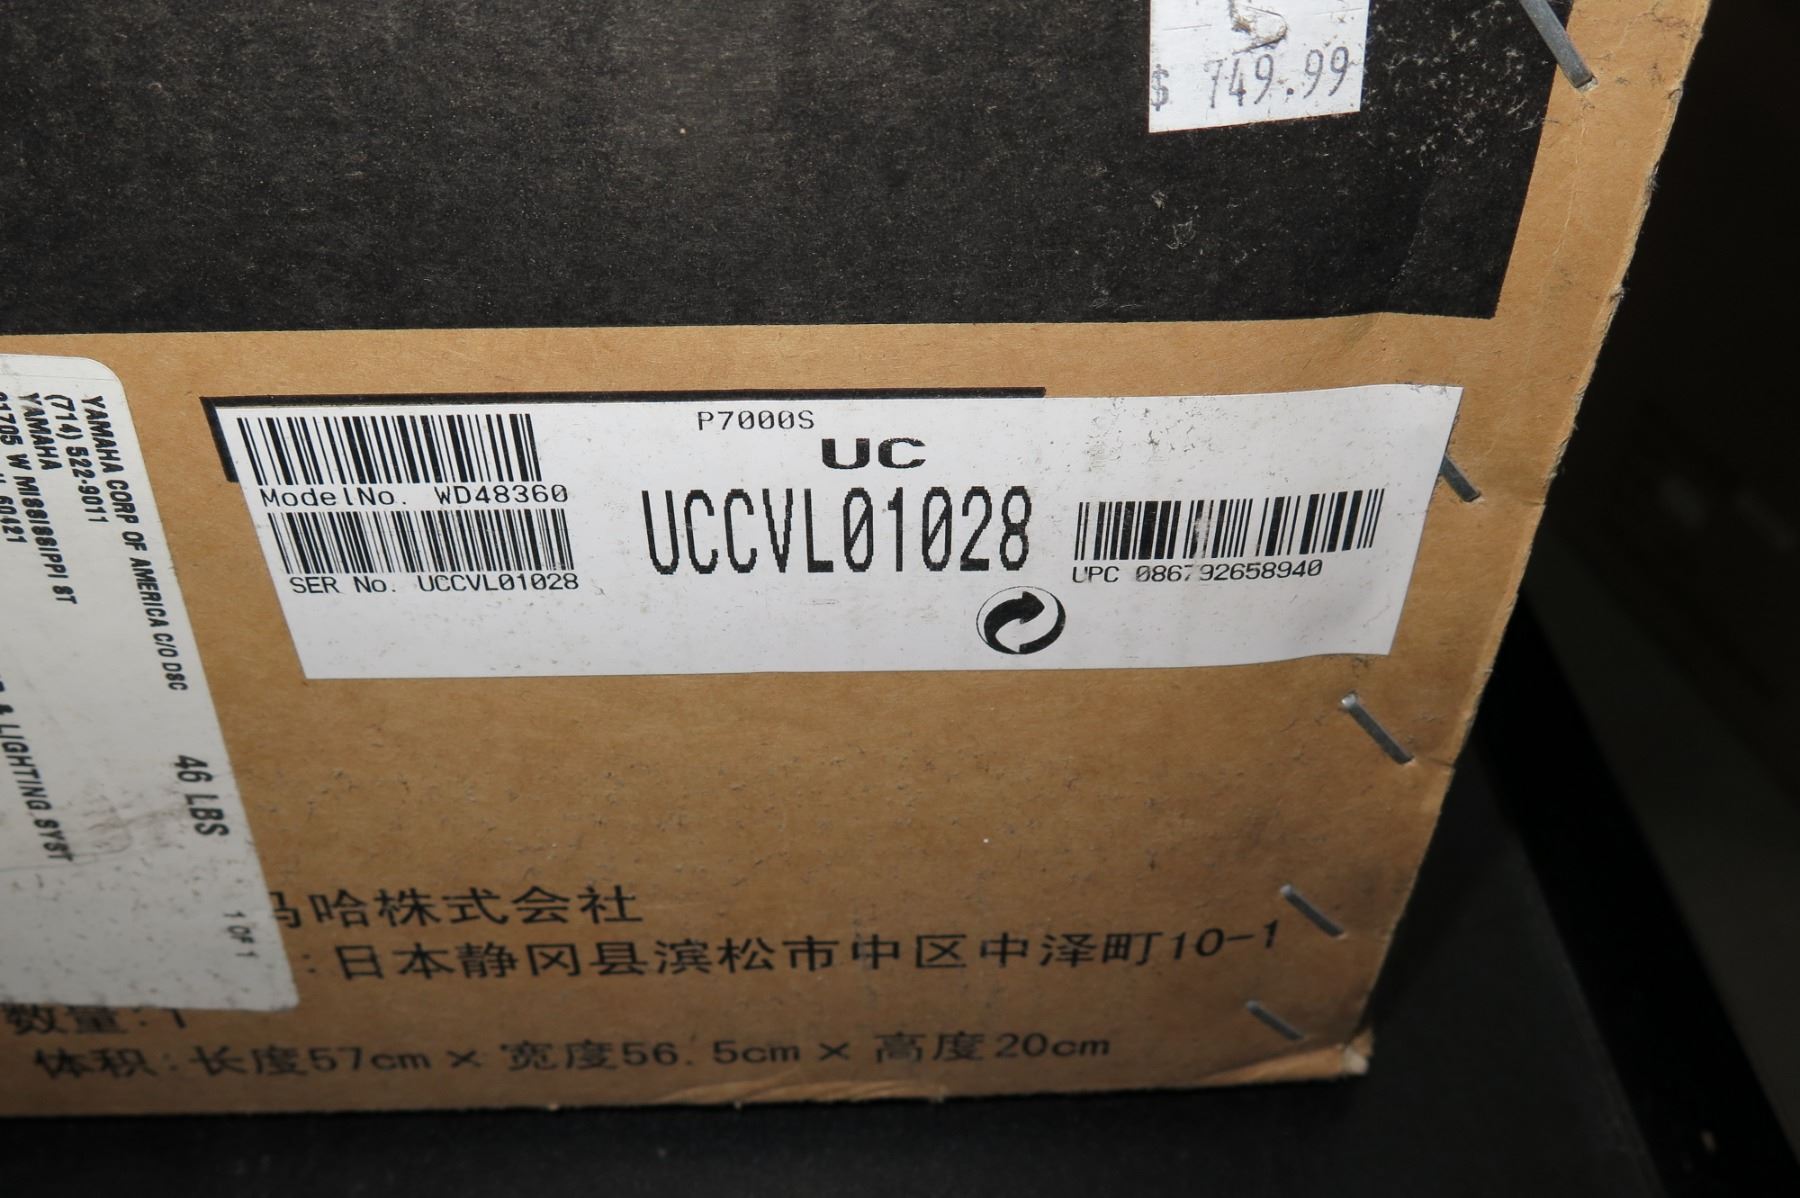 $ 749.99
P7000S
UC
ModelNo. WD48360
UCCVL01028
SER No. UCCVL01028
UPC 086792658940
YAMAHA CORP OF AMERICA C/O DSC
(714) 522-9011
YAMAHA
W MISSISSIPPI ST
60421
& LIGHTING SYST
46 LBS
1 OF 1
哈株式会社
: 日本静冈县滨松市中区中泽町10-1
数量: 1
体积: 长度57cm × 宽度56.5cm × 高度20cm